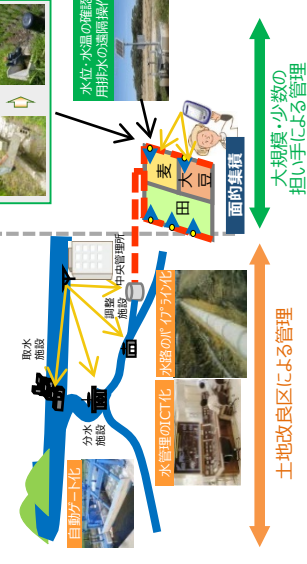 自動ゲート化
取水
施設
分水
施設
水管理のICT化
水路のパイプライン化
調整
施設
中央管理所
水位・水温の確認
用排水の遠隔操作
麦
大
豆
田
面的集積
土地改良区による管理
大規模・少数の
担い手による管理